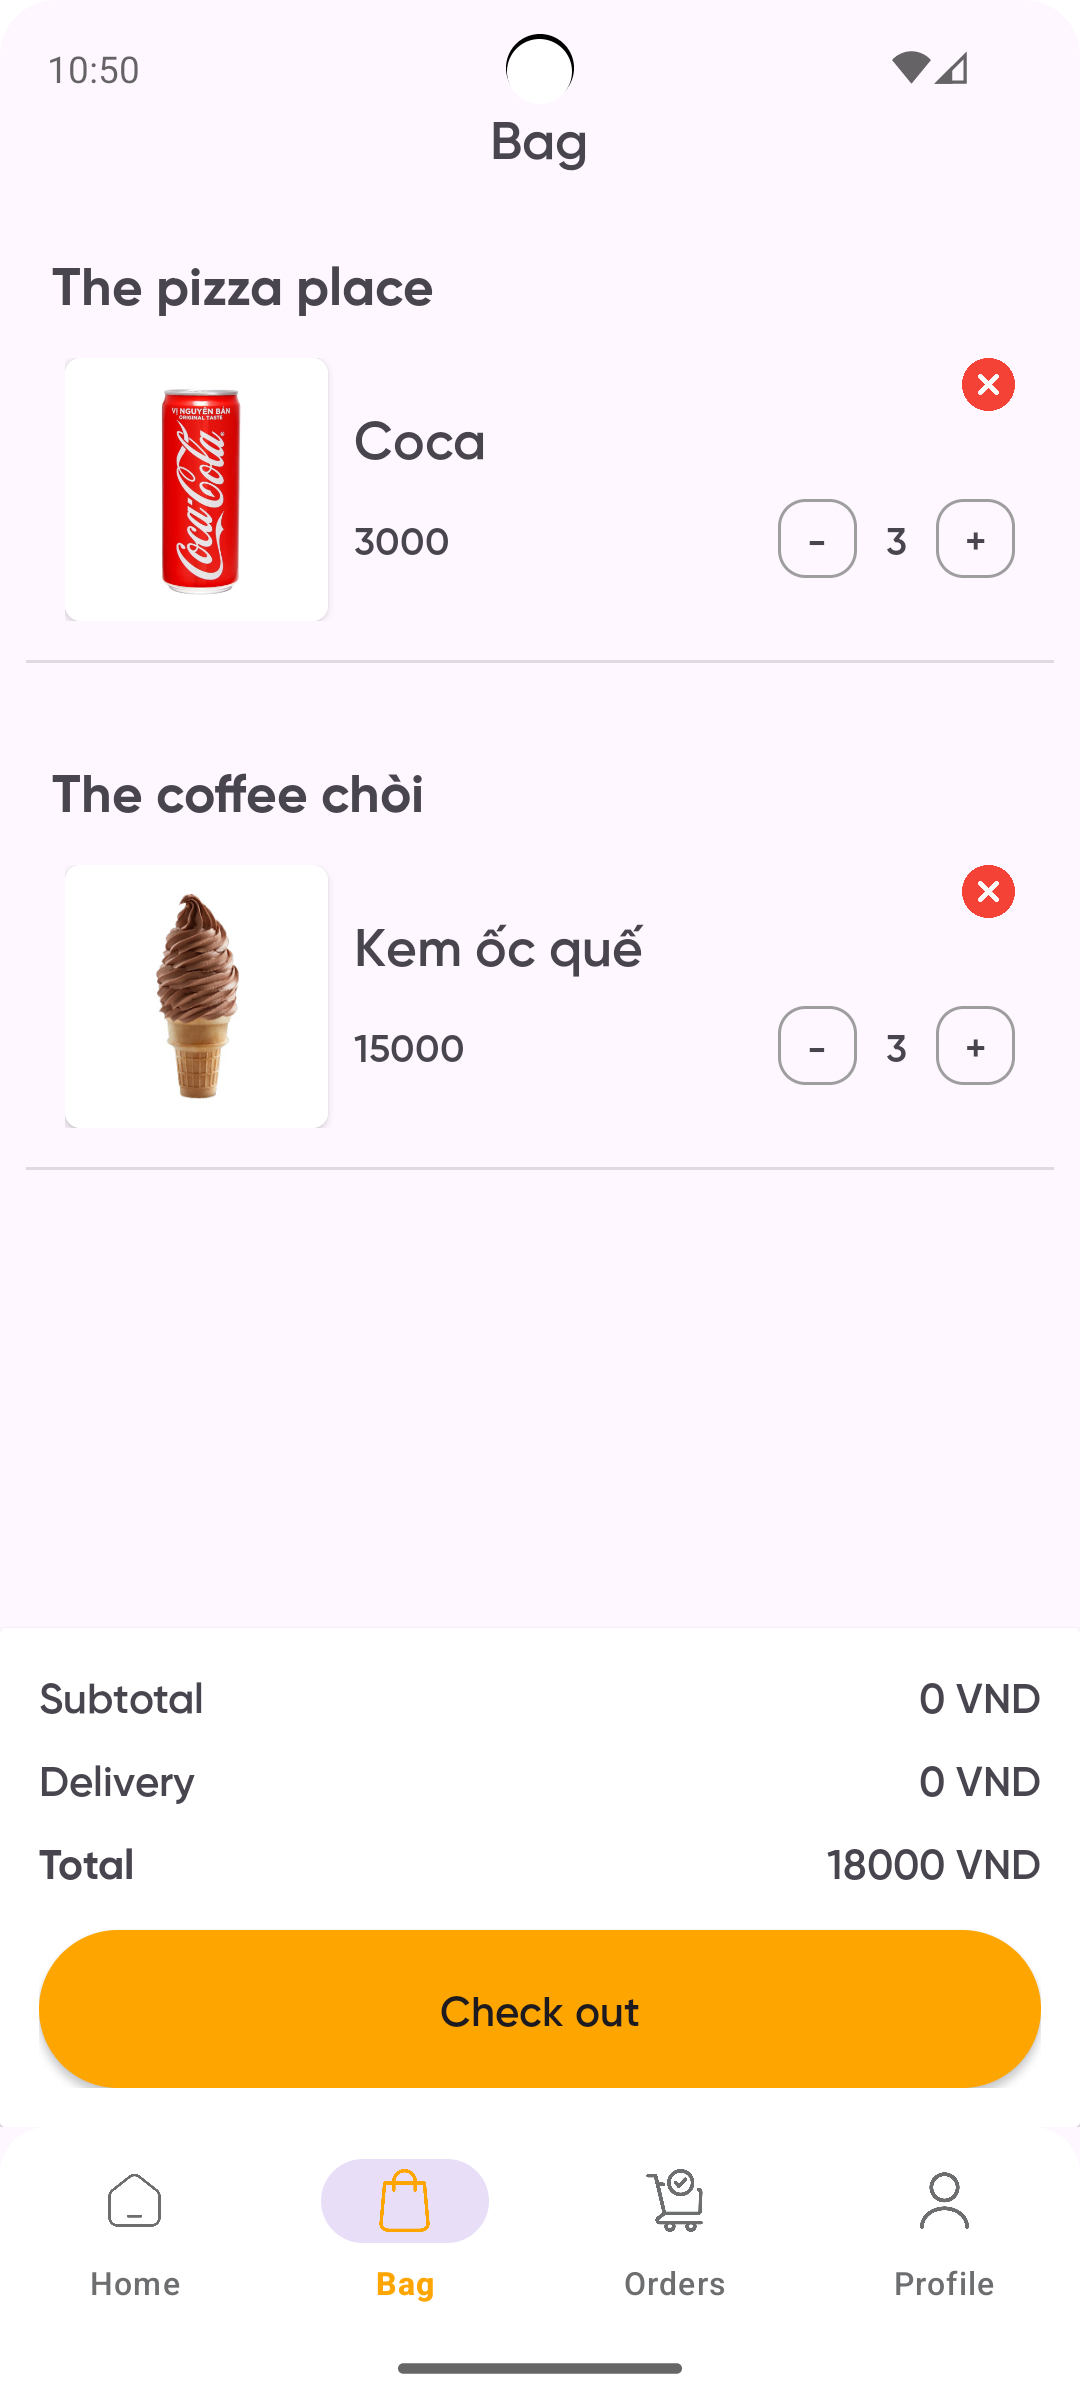 10:50
Bag
The pizza place
VỊ NGUYÊN BẢN
ORIGINAL TASTE
Coca-Cola
Coca
3000
- 3 +
The coffee chòi
Kem ốc quế
15000
- 3 +
Subtotal 0 VND
Delivery 0 VND
Total 18000 VND
Check out
Home Bag Orders Profile